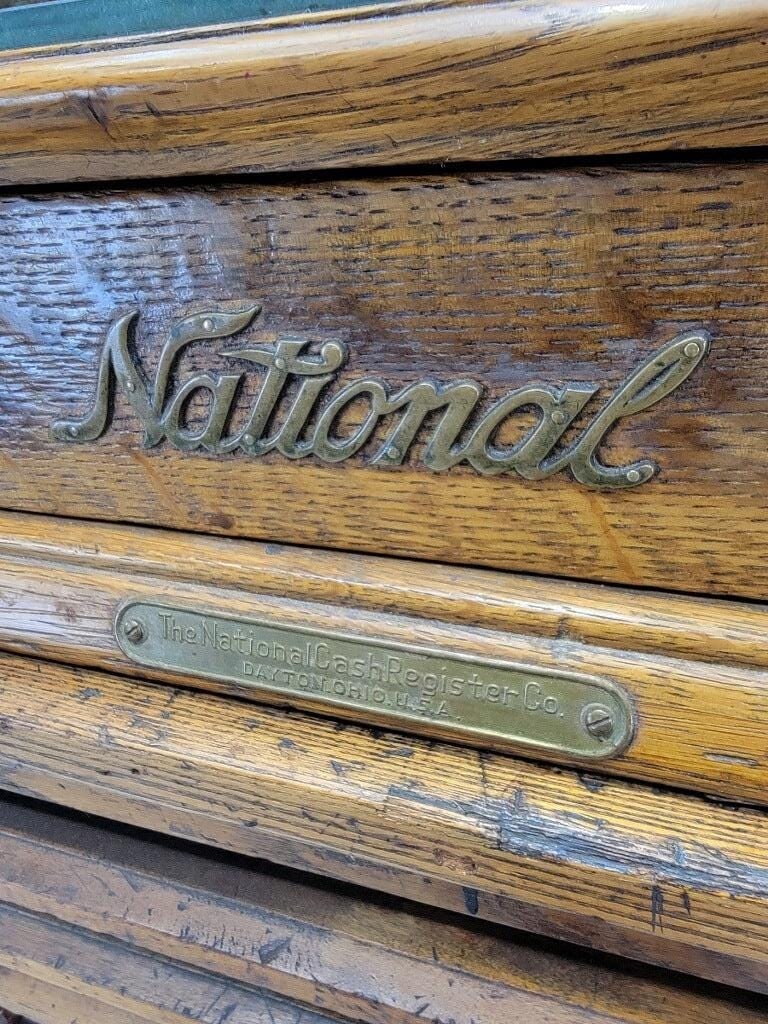 National
The National Cash Register Co.
DAYTON.OHIO.U.S.A.